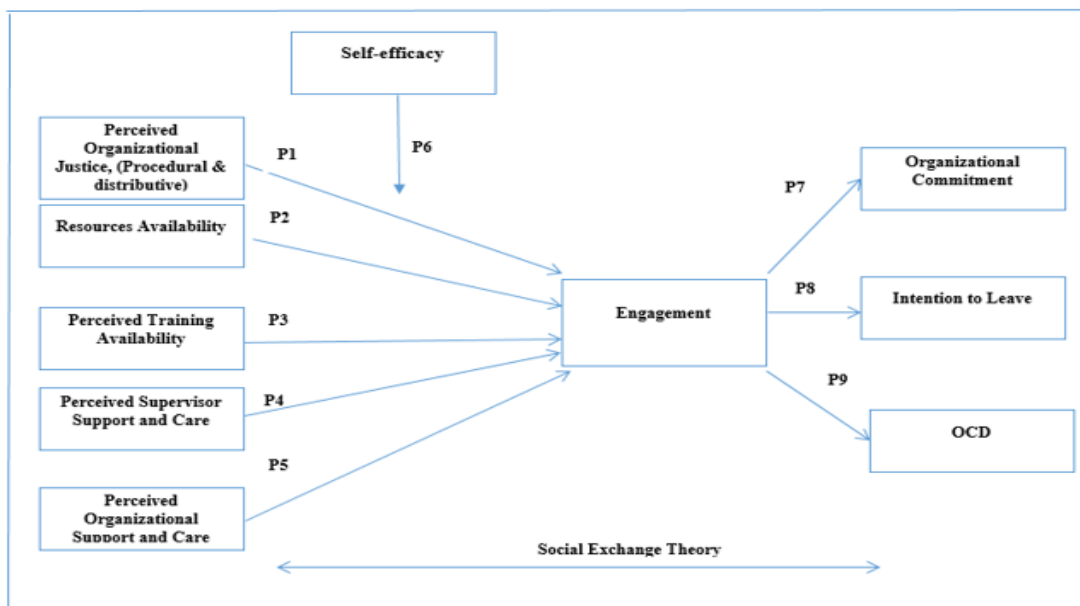 Self-efficacy
Perceived
Organizational
Justice, (Procedural &
distributive)
P1
P6
Organizational
Commitment
P7
Resources Availability
P2
Engagement
P8
Intention to Leave
Perceived Training
Availability
P3
Perceived Supervisor
Support and Care
P4
P9
OCD
P5
Perceived
Organizational
Support and Care
Social Exchange Theory